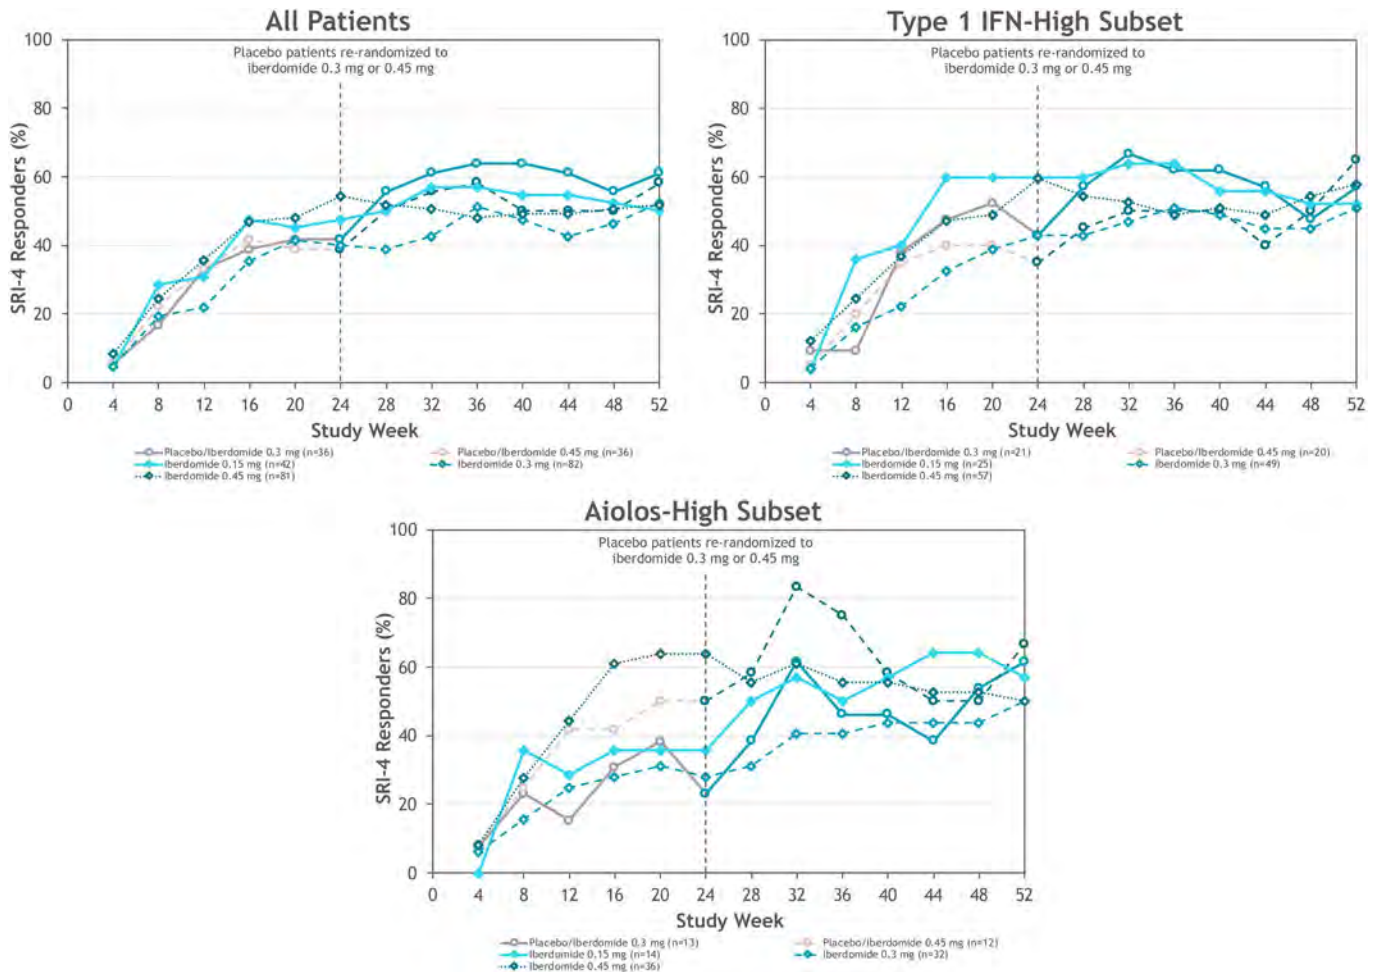 All Patients
Placebo patients re-randomized to
iberdomide 0.3 mg or 0.45 mg
SRI-4 Responders (%)
100
80
60
40
20
0
0 4 8 12 16 20 24 28 32 36 40 44 48 52
Study Week
Placebo/Iberdomide 0.3 mg (n=36)
Placebo/Iberdomide 0.45 mg (n=36)
Iberdomide 0.15 mg (n=42)
Iberdomide 0.3 mg (n=82)
Iberdomide 0.45 mg (n=81)
Type 1 IFN-High Subset
Placebo patients re-randomized to
iberdomide 0.3 mg or 0.45 mg
SRI-4 Responders (%)
100
80
60
40
20
0
0 4 8 12 16 20 24 28 32 36 40 44 48 52
Study Week
Placebo/Iberdomide 0.3 mg (n=21)
Placebo/Iberdomide 0.45 mg (n=20)
Iberdomide 0.15 mg (n=25)
Iberdomide 0.3 mg (n=49)
Iberdomide 0.45 mg (n=57)
Aiolos-High Subset
Placebo patients re-randomized to
iberdomide 0.3 mg or 0.45 mg
SRI-4 Responders (%)
100
80
60
40
20
0
0 4 8 12 16 20 24 28 32 36 40 44 48 52
Study Week
Placebo/Iberdomide 0.3 mg (n=13)
Placebo/Iberdomide 0.45 mg (n=12)
Iberdomide 0.15 mg (n=14)
Iberdomide 0.3 mg (n=32)
Iberdomide 0.45 mg (n=36)